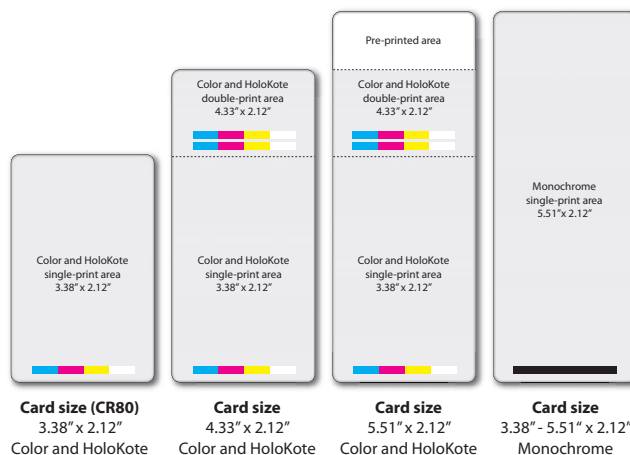 Color and HoloKote
single-print area
3.38” x 2.12”
Card size (CR80)
3.38” x 2.12”
Color and HoloKote
Color and HoloKote
double-print area
4.33” x 2.12”
Color and HoloKote
single-print area
3.38” x 2.12”
Card size
4.33” x 2.12”
Color and HoloKote
Pre-printed area
Color and HoloKote
double-print area
4.33” x 2.12”
Color and HoloKote
single-print area
3.38” x 2.12”
Card size
5.51” x 2.12”
Color and HoloKote
Monochrome
single-print area
5.51” x 2.12”
Card size
3.38” - 5.51“ x 2.12”
Monochrome